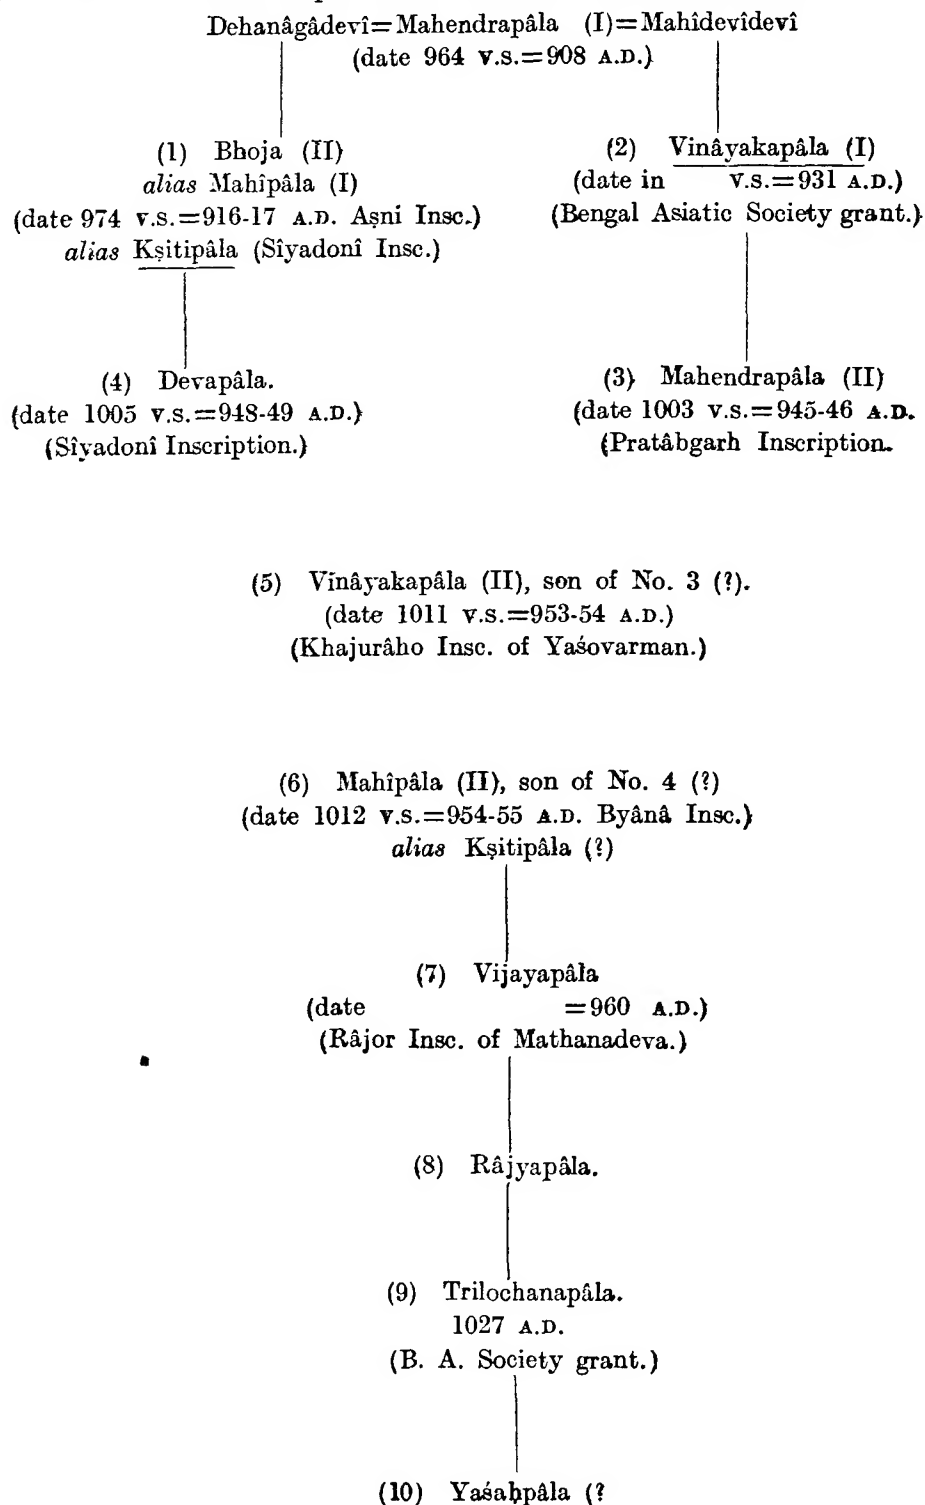 Dehanâgâdevî=Mahendrapâla (I)=Mahîdevîdevî
(date 964 V.S.=908 A.D.)
(1) Bhoja (II)
alias Mahîpâla (I)
(date 974 V.S.=916-17 A.D. Aṣni Insc.)
alias Kṣitipâla (Sîyadonî Insc.)
(2) Vinâyakapâla (I)
(date in V.S.=931 A.D.)
(Bengal Asiatic Society grant.)
(4) Devapâla.
(date 1005 V.S.=948-49 A.D.)
(Sîyadonî Inscription.)
(3) Mahendrapâla (II)
(date 1003 V.S.=945-46 A.D.
(Pratâbgarh Inscription.
(5) Vinâyakapâla (II), son of No. 3 (?).
(date 1011 V.S.=953-54 A.D.)
(Khajurâho Insc. of Yaśovarman.)
(6) Mahîpâla (II), son of No. 4 (?)
(date 1012 V.S.=954-55 A.D. Byânâ Insc.)
alias Kṣitipâla (?)
(7) Vijayapâla
(date =960 A.D.)
(Râjor Insc. of Mathanadeva.)
(8) Râjyapâla.
(9) Trilochanapâla.
1027 A.D.
(B. A. Society grant.)
(10) Yaśaḥpâla (?